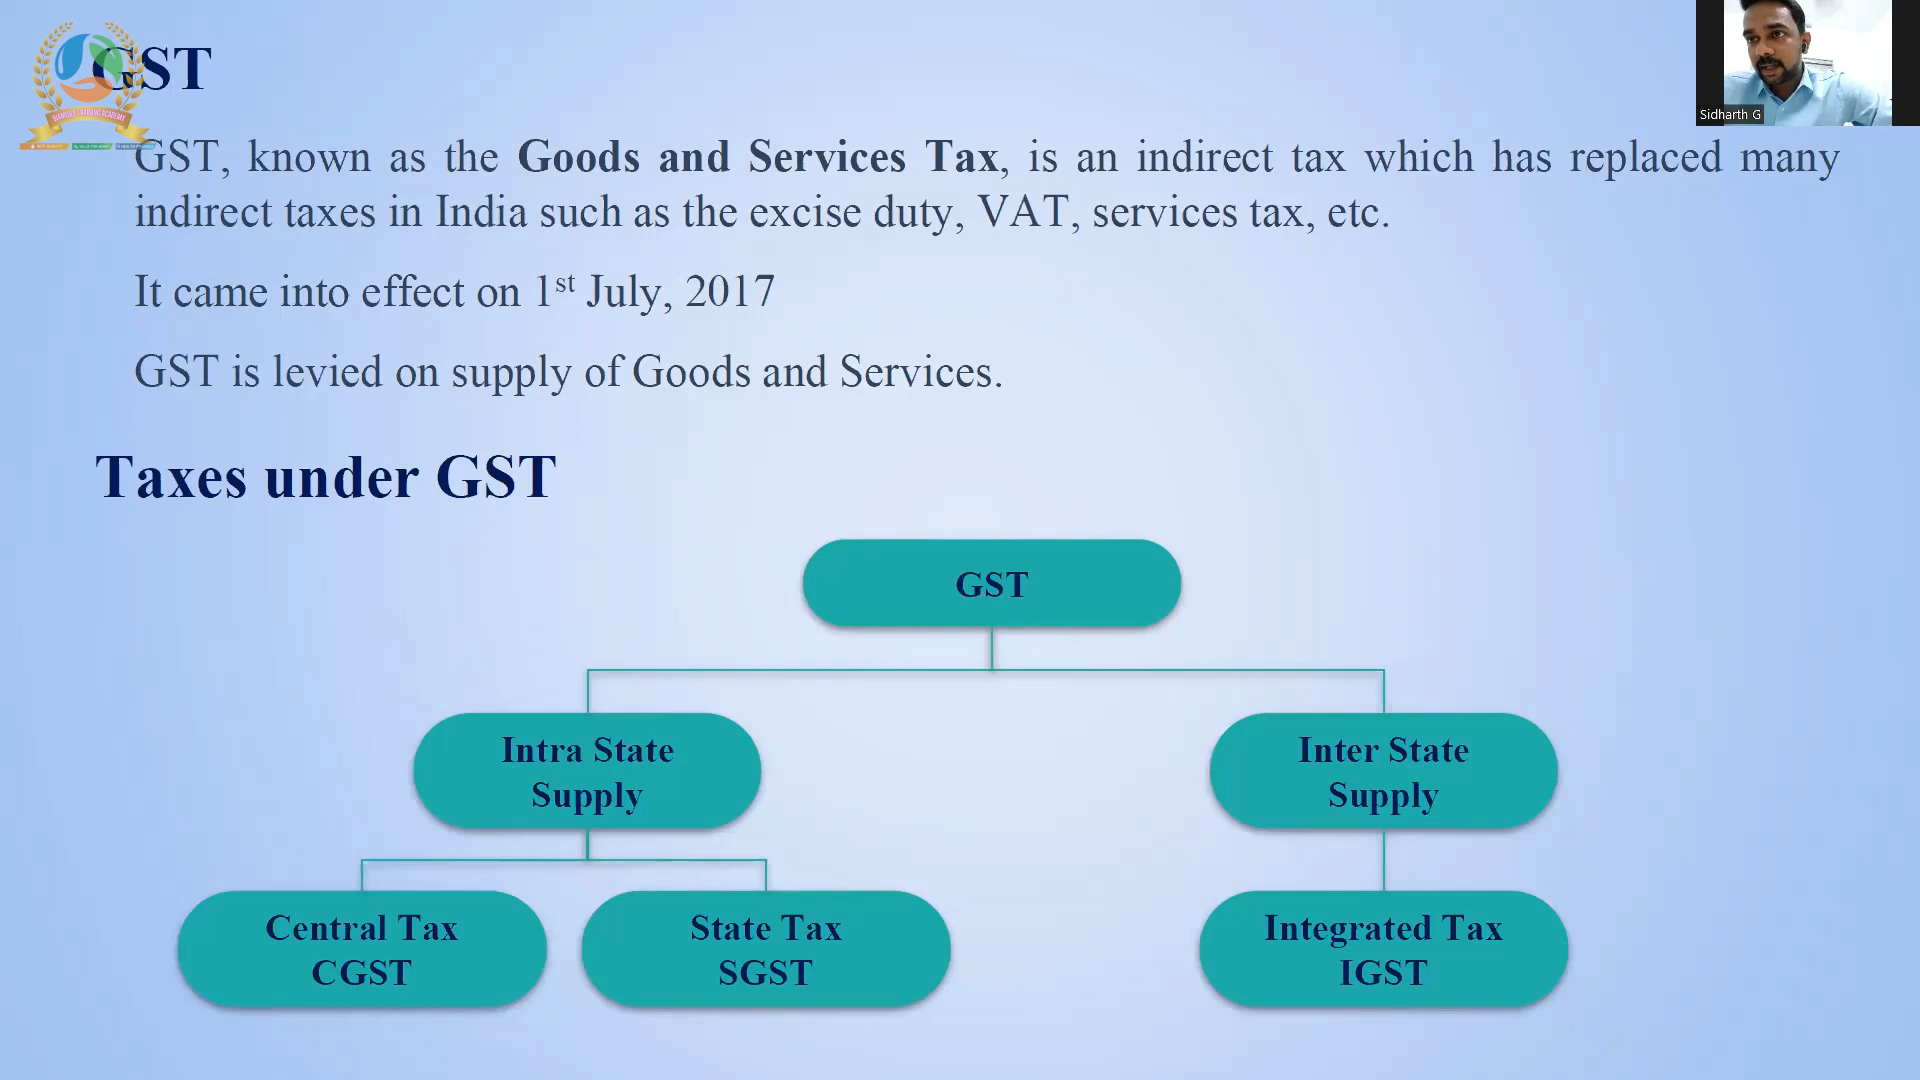 GST
DIAMOND TRAINING ACADEMY
Sidharth G
GST, known as the Goods and Services Tax, is an indirect tax which has replaced many
indirect taxes in India such as the excise duty, VAT, services tax, etc.
It came into effect on 1st July, 2017
GST is levied on supply of Goods and Services.
Taxes under GST
GST
Intra State
Supply
Inter State
Supply
Central Tax
CGST
State Tax
SGST
Integrated Tax
IGST